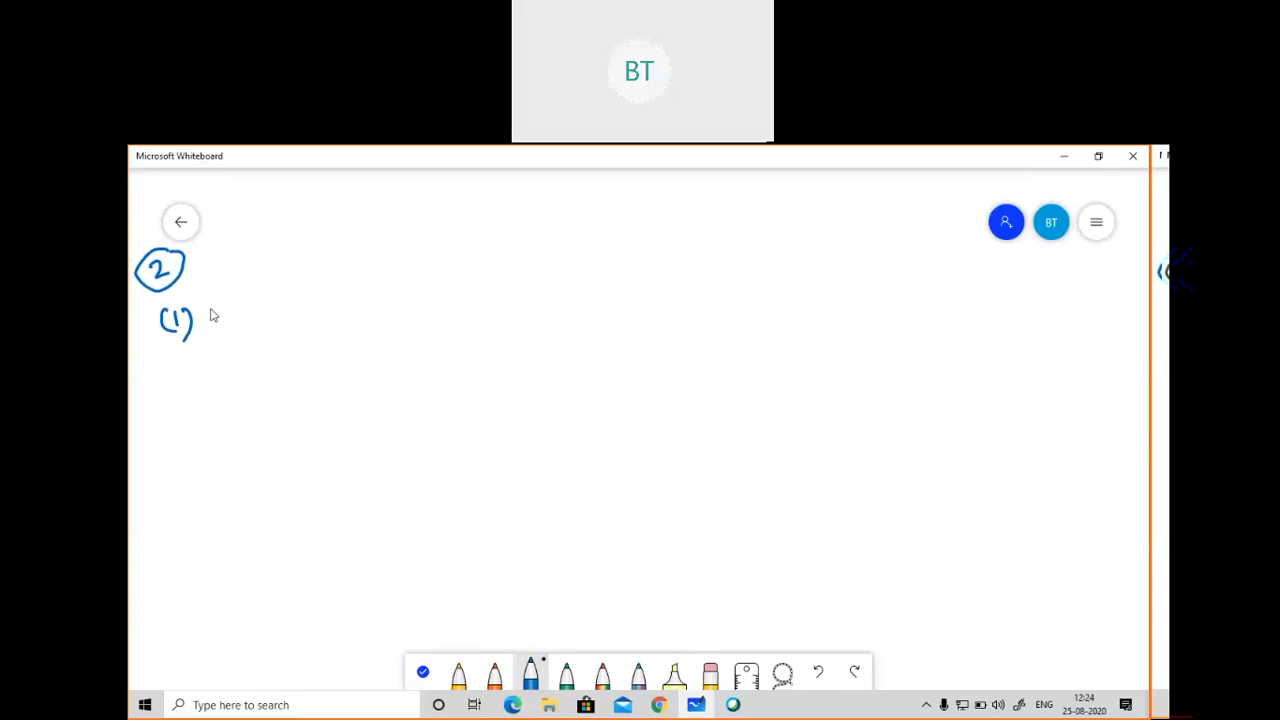 BT
Microsoft Whiteboard
BT
2
(1)
Type here to search
ENG
12:24
25-08-2020